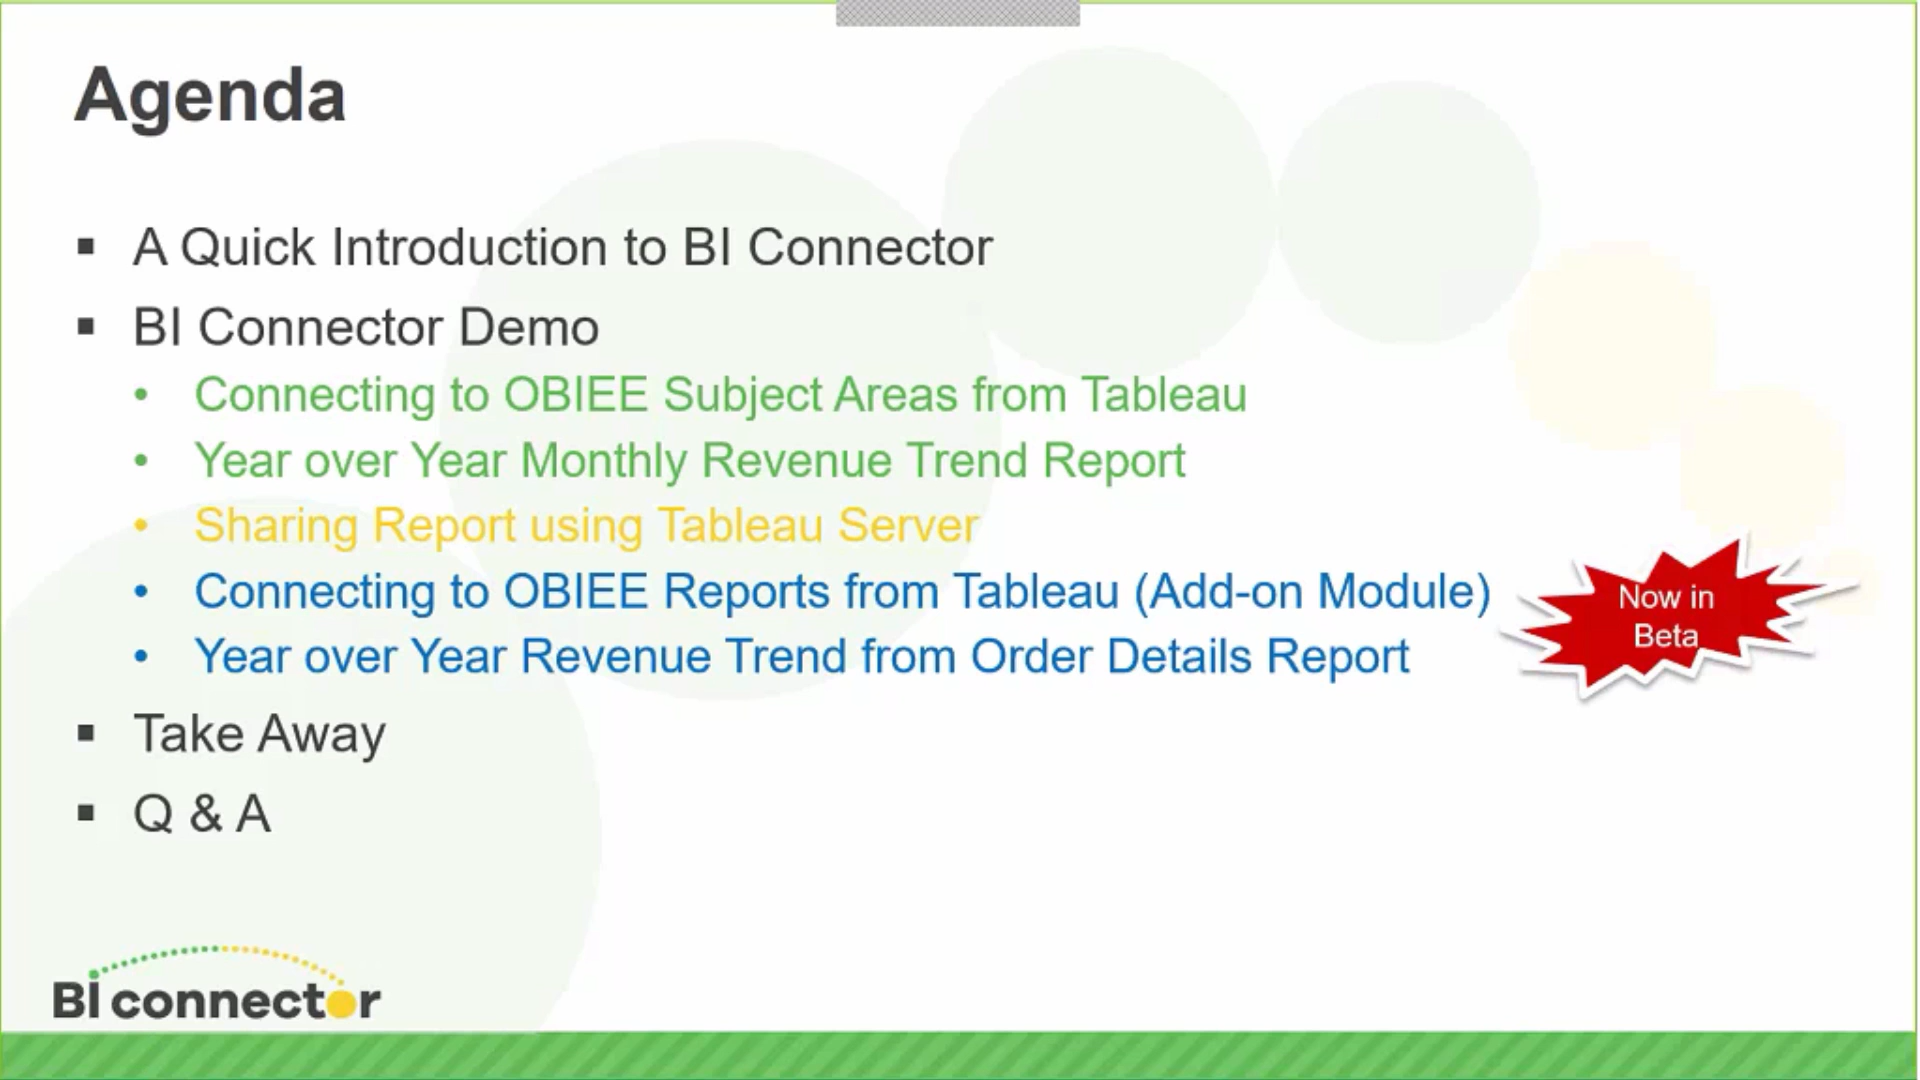 Agenda
A Quick Introduction to BI Connector
BI Connector Demo
Connecting to OBIEE Subject Areas from Tableau
Year over Year Monthly Revenue Trend Report
Sharing Report using Tableau Server
Connecting to OBIEE Reports from Tableau (Add-on Module)
Now in
Beta
Year over Year Revenue Trend from Order Details Report
Take Away
Q & A
BI connector